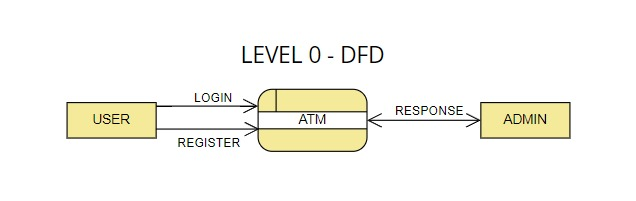 LEVEL 0 - DFD
LOGIN
USER
ATM
REGISTER
RESPONSE
ADMIN